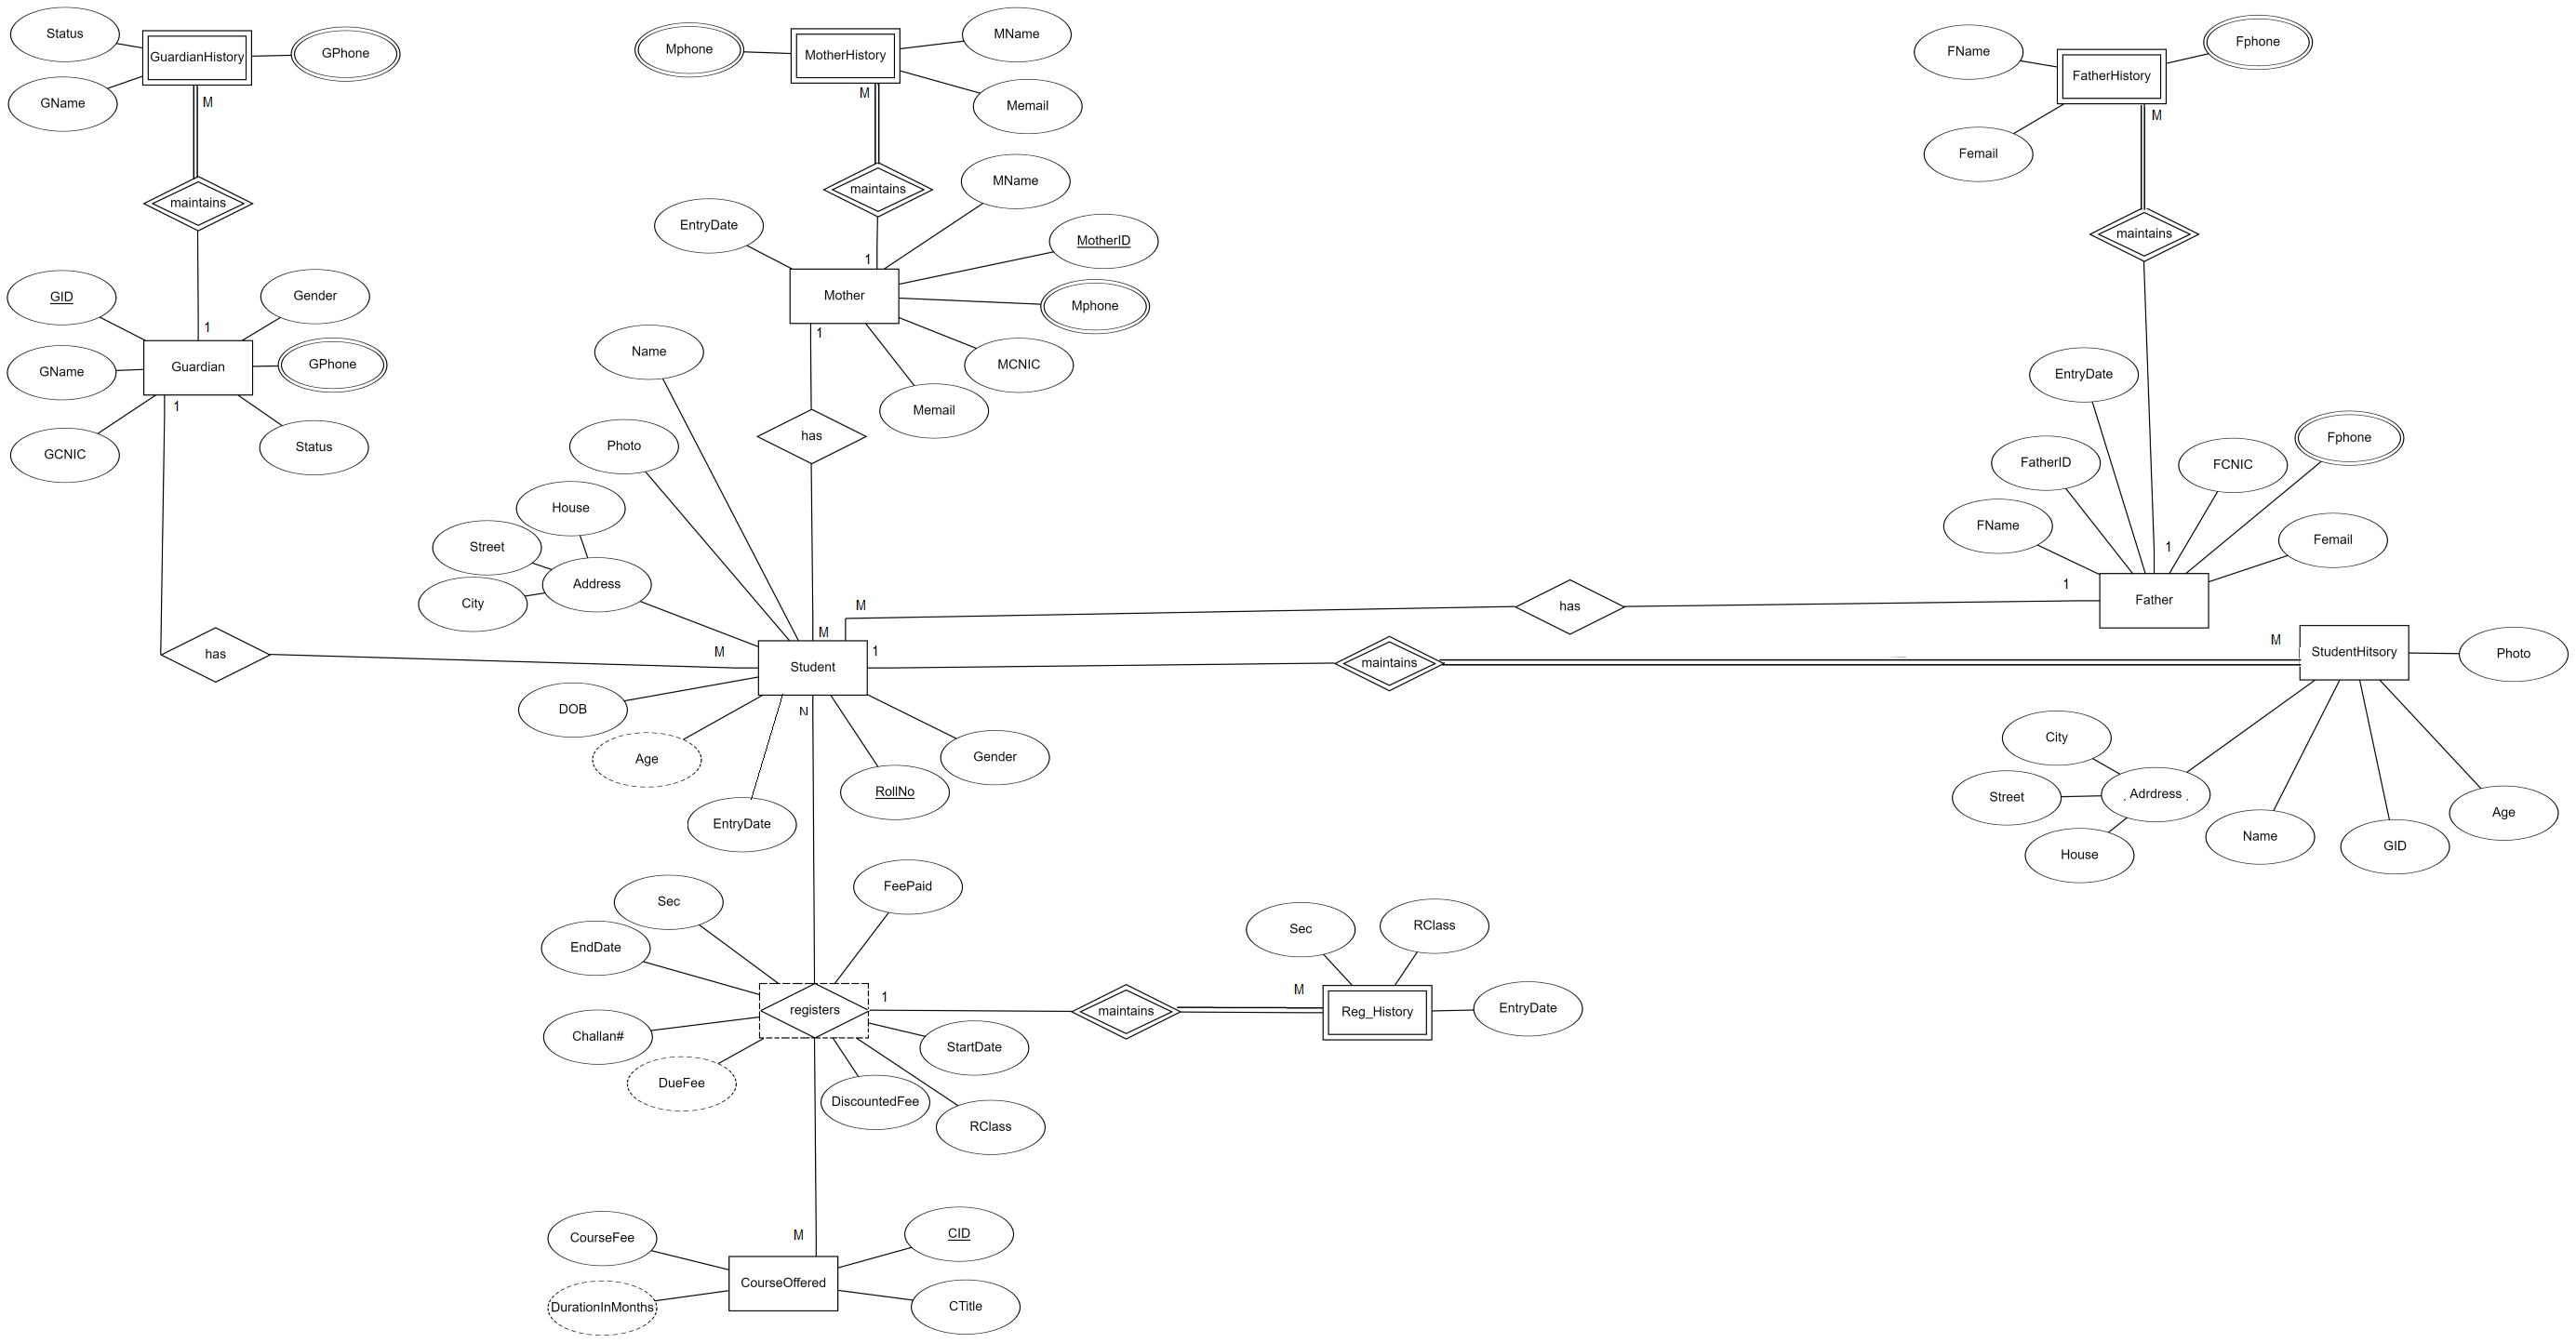 Status
GuardianHistory
GPhone
GName
M
maintains
1
GID
Gender
Guardian
GName
GPhone
GCNIC
1
Status
has
M
Mphone
MotherHistory
MName
Memail
M
maintains
MName
EntryDate
MotherID
1
Mother
Mphone
1
MCNIC
Memail
Name
has
Photo
House
Street
Address
City
M
M
Student
1
FName
FatherHistory
Fphone
Femail
M
maintains
EntryDate
Fphone
FatherID
FCNIC
FName
Femail
1
1
Father
has
maintains
M
StudentHitsory
Photo
City
Street
Adrdress
House
Name
GID
Age
DOB
N
Age
Gender
RollNo
EntryDate
FeePaid
Sec
EndDate
registers
1
Challan#
StartDate
DueFee
DiscountedFee
RClass
maintains
M
Sec
RClass
Reg_History
EntryDate
M
CourseFee
CID
CourseOffered
DurationInMonths
CTitle